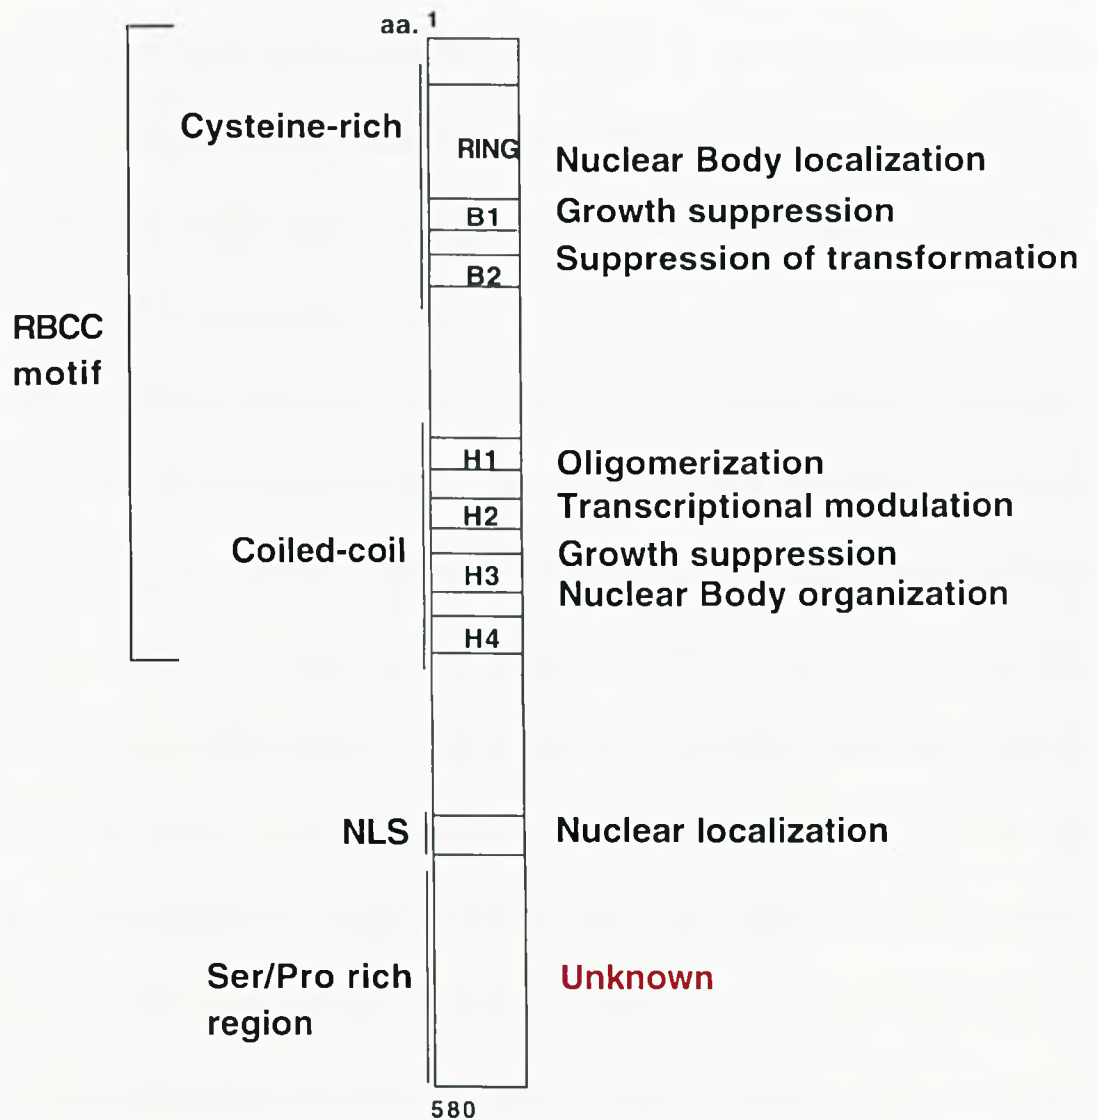 aa. 1
Cysteine-rich
RING
Nuclear Body localization
B1
Growth suppression
B2
Suppression of transformation
RBCC
motif
H1
Oligomerization
H2
Transcriptional modulation
Coiled-coil
Growth suppression
H3
Nuclear Body organization
H4
NLS
Nuclear localization
Ser/Pro rich
region
Unknown
580